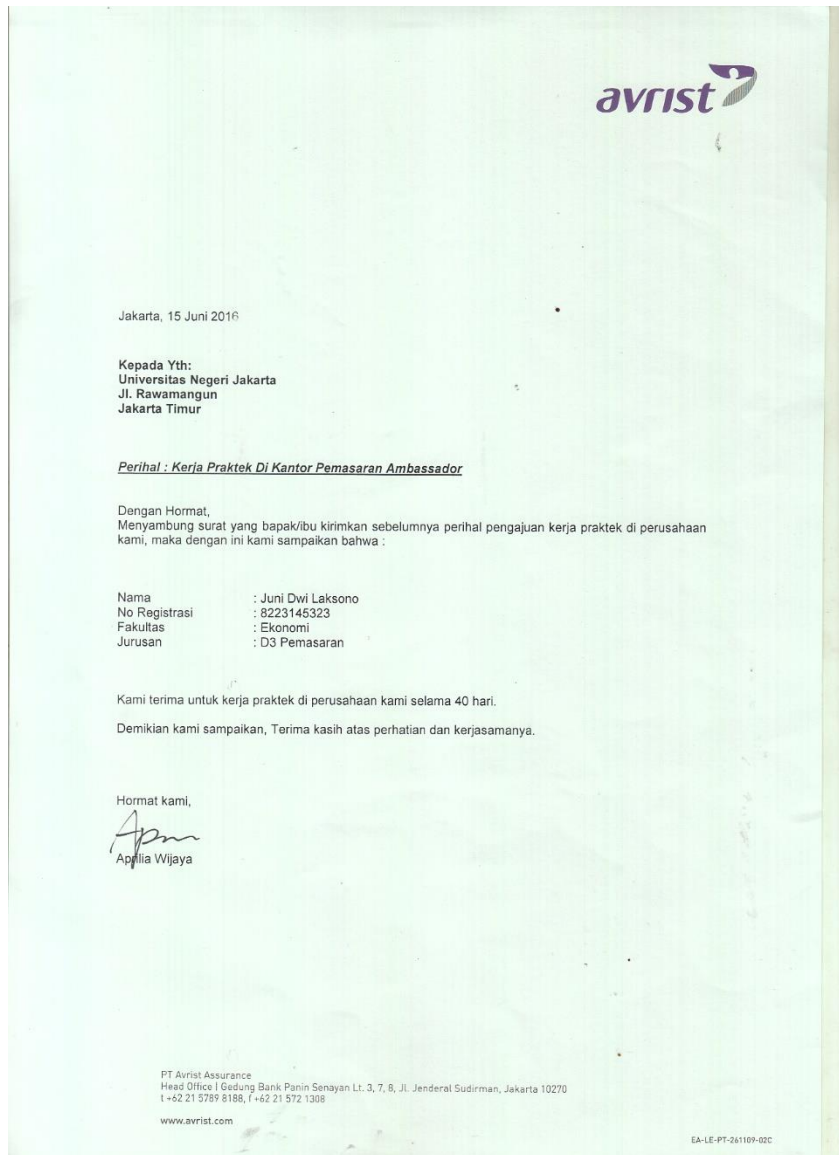 avrist
Jakarta, 15 Juni 2016
Kepada Yth:
Universitas Negeri Jakarta
Jl. Rawamangun
Jakarta Timur
Perihal : Kerja Praktek Di Kantor Pemasaran Ambassador
Dengan Hormat,
Menyambung surat yang bapak/ibu kirimkan sebelumnya perihal pengajuan kerja praktek di perusahaan
kami, maka dengan ini kami sampaikan bahwa :
Nama : Juni Dwi Laksono
No Registrasi : 8223145323
Fakultas : Ekonomi
Jurusan : D3 Pemasaran
Kami terima untuk kerja praktek di perusahaan kami selama 40 hari.
Demikian kami sampaikan, Terima kasih atas perhatian dan kerjasamanya.
Hormat kami,
Aprilia Wijaya
PT Avrist Assurance
Head Office | Gedung Bank Panin Senayan Lt. 3, 7, 8, Jl. Jenderal Sudirman, Jakarta 10270
t +62 21 5789 8188, f +62 21 572 1308
www.avrist.com
EA-LE-PT-261109-02C